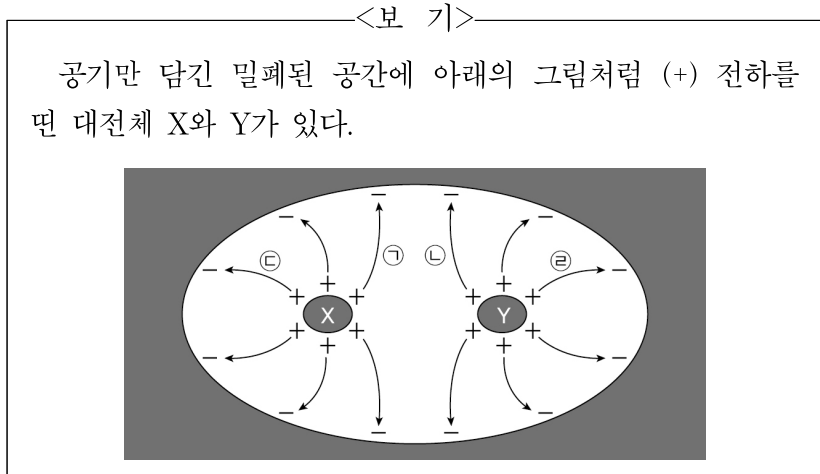 <보 기>
공기만 담긴 밀폐된 공간에 아래의 그림처럼 (+) 전하를
띤 대전체 X와 Y가 있다.
− − − −
− ㉢ ㉠ ㉡ ㉣ −
+ + + + + +
X Y
+ + + + + +
− −
− − − −